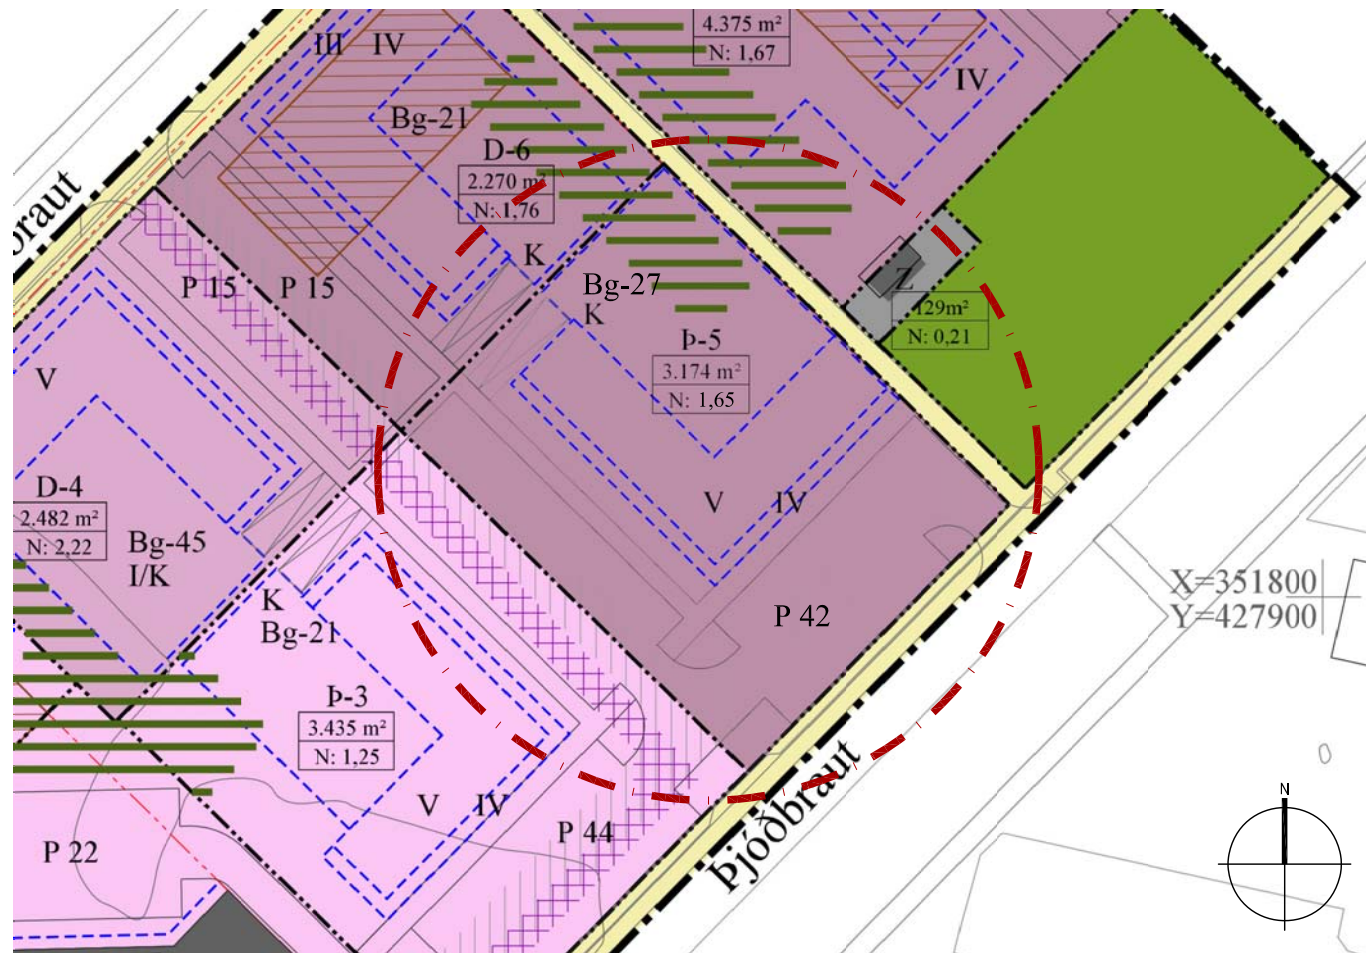 4.375 m²
N: 1,67
III IV
IV
Bg-21
D-6
2.270 m²
N: 1,76
braut
K
Bg-27
K
Z
129m²
N: 0,21
P 15 P 15
Þ-5
3.174 m²
N: 1,65
V
D-4
2.482 m²
N: 2,22
Bg-45
I/K
V IV
X=351800
Y=427900
K
Bg-21
P 42
Þ-3
3.435 m²
N: 1,25
V IV
P 44
P 22
Þjóðbraut
N